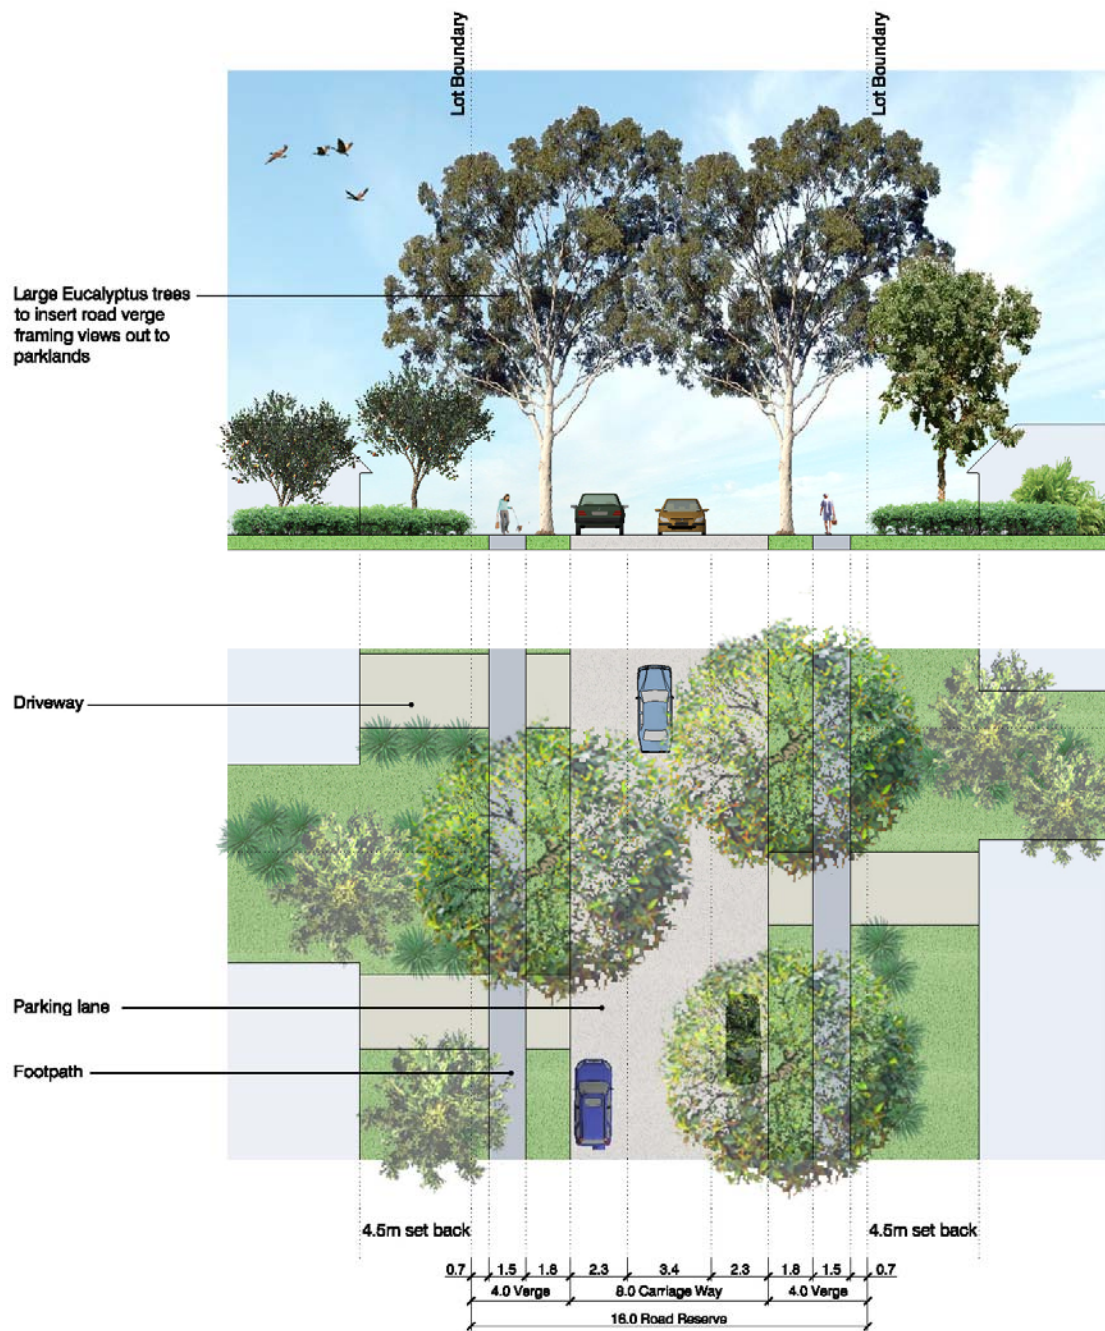 Lot Boundary
Lot Boundary
Large Eucalyptus trees
to insert road verge
framing views out to
parklands
Driveway
Parking lane
Footpath
4.5m set back
4.5m set back
0.7 1.5 1.8 2.3 3.4 2.3 1.8 1.5 0.7
4.0 Verge 8.0 Carriage Way 4.0 Verge
16.0 Road Reserve